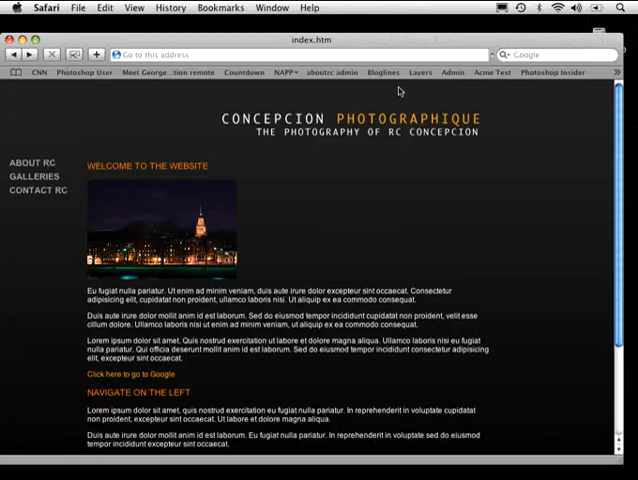 Safari File Edit View History Bookmarks Window Help
index.htm
Go to this address
Google
CNN Photoshop User Meet George...tion remote Countdown NAPP aboutrc admin Bloglines Layers Admin Acme Test Photoshop Insider
CONCEPCION PHOTOGRAPHIQUE
THE PHOTOGRAPHY OF RC CONCEPCION
ABOUT RC
GALLERIES
CONTACT RC
WELCOME TO THE WEBSITE
Eu fugiat nulla pariatur. Ut enim ad minim veniam, duis aute irure dolor excepteur sint occaecat. Consectetur
adipisicing elit, cupidatat non proident, ullamco laboris nisi. Ut aliquip ex ea commodo consequat.
Duis aute irure dolor mollit anim id est laborum. Sed do eiusmod tempor incididunt cupidatat non proident, velit esse
cillum dolore. Ullamco laboris nisi ut enim ad minim veniam, ut aliquip ex ea commodo consequat.
Lorem ipsum dolor sit amet. Quis nostrud exercitation ut labore et dolore magna aliqua. Ullamco laboris nisi eu fugiat
nulla pariatur. Qui officia deserunt mollit anim id est laborum. Sed do eiusmod tempor incididunt excepteur sint
occaecat.
Click here to go to Google
NAVIGATE ON THE LEFT
Lorem ipsum dolor sit amet, quis nostrud exercitation eu fugiat nulla pariatur. In reprehenderit in voluptate cupidatat
non proident, excepteur sint occaecat. Ut labore et dolore magna aliqua.
Duis aute irure dolor mollit anim id est laborum. Eu fugiat nulla pariatur. In reprehenderit in voluptate sed do eiusmod
tempor incididunt excepteur sint occaecat.